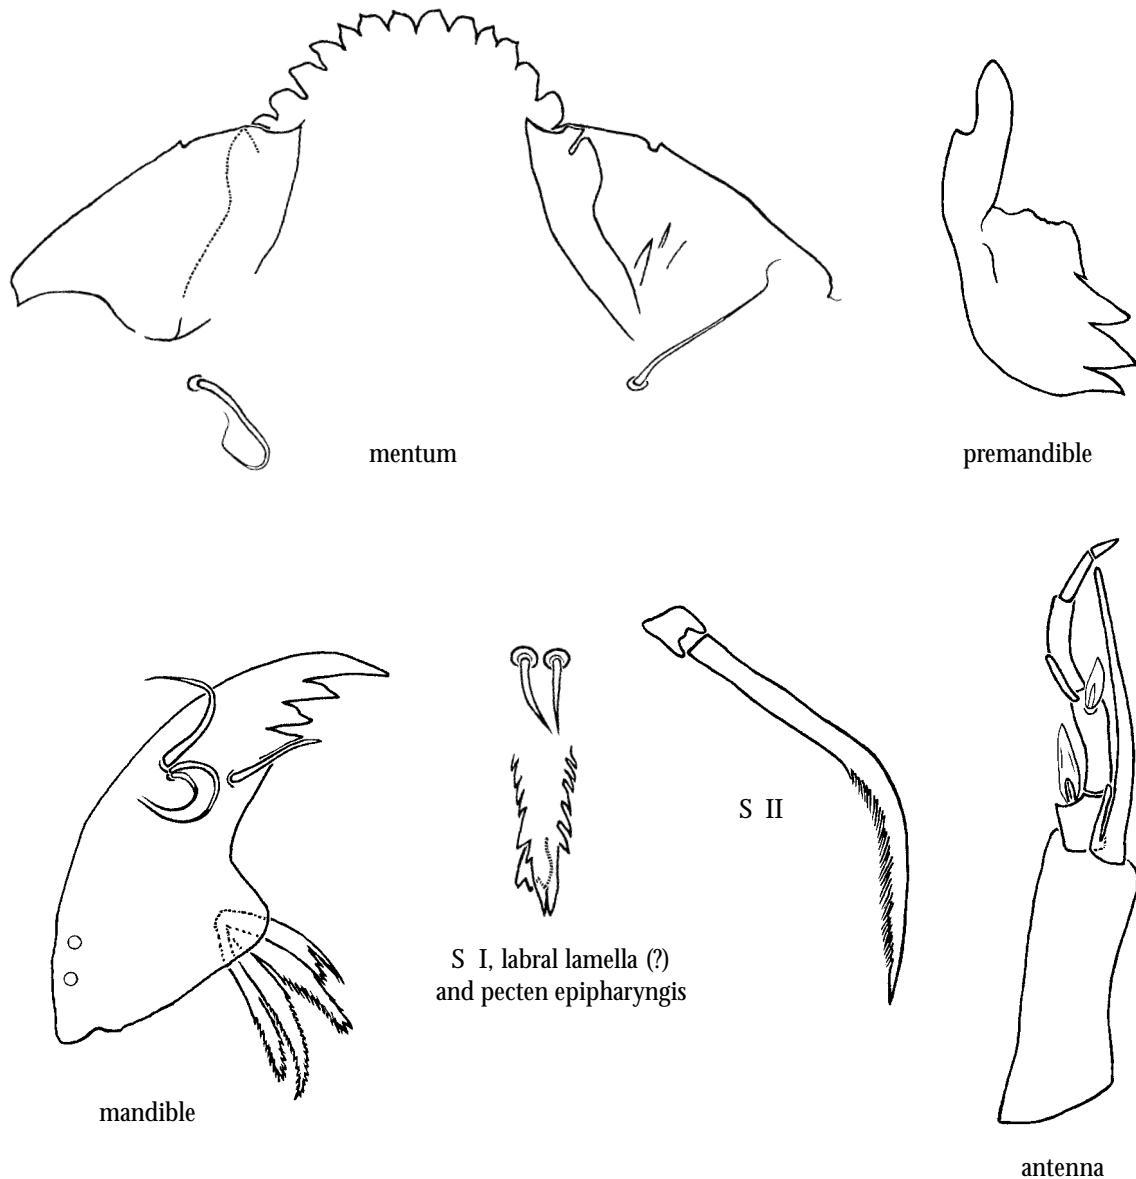 mentum
premandible
S II
S I, labral lamella (?)
and pecten epipharyngis
mandible
antenna